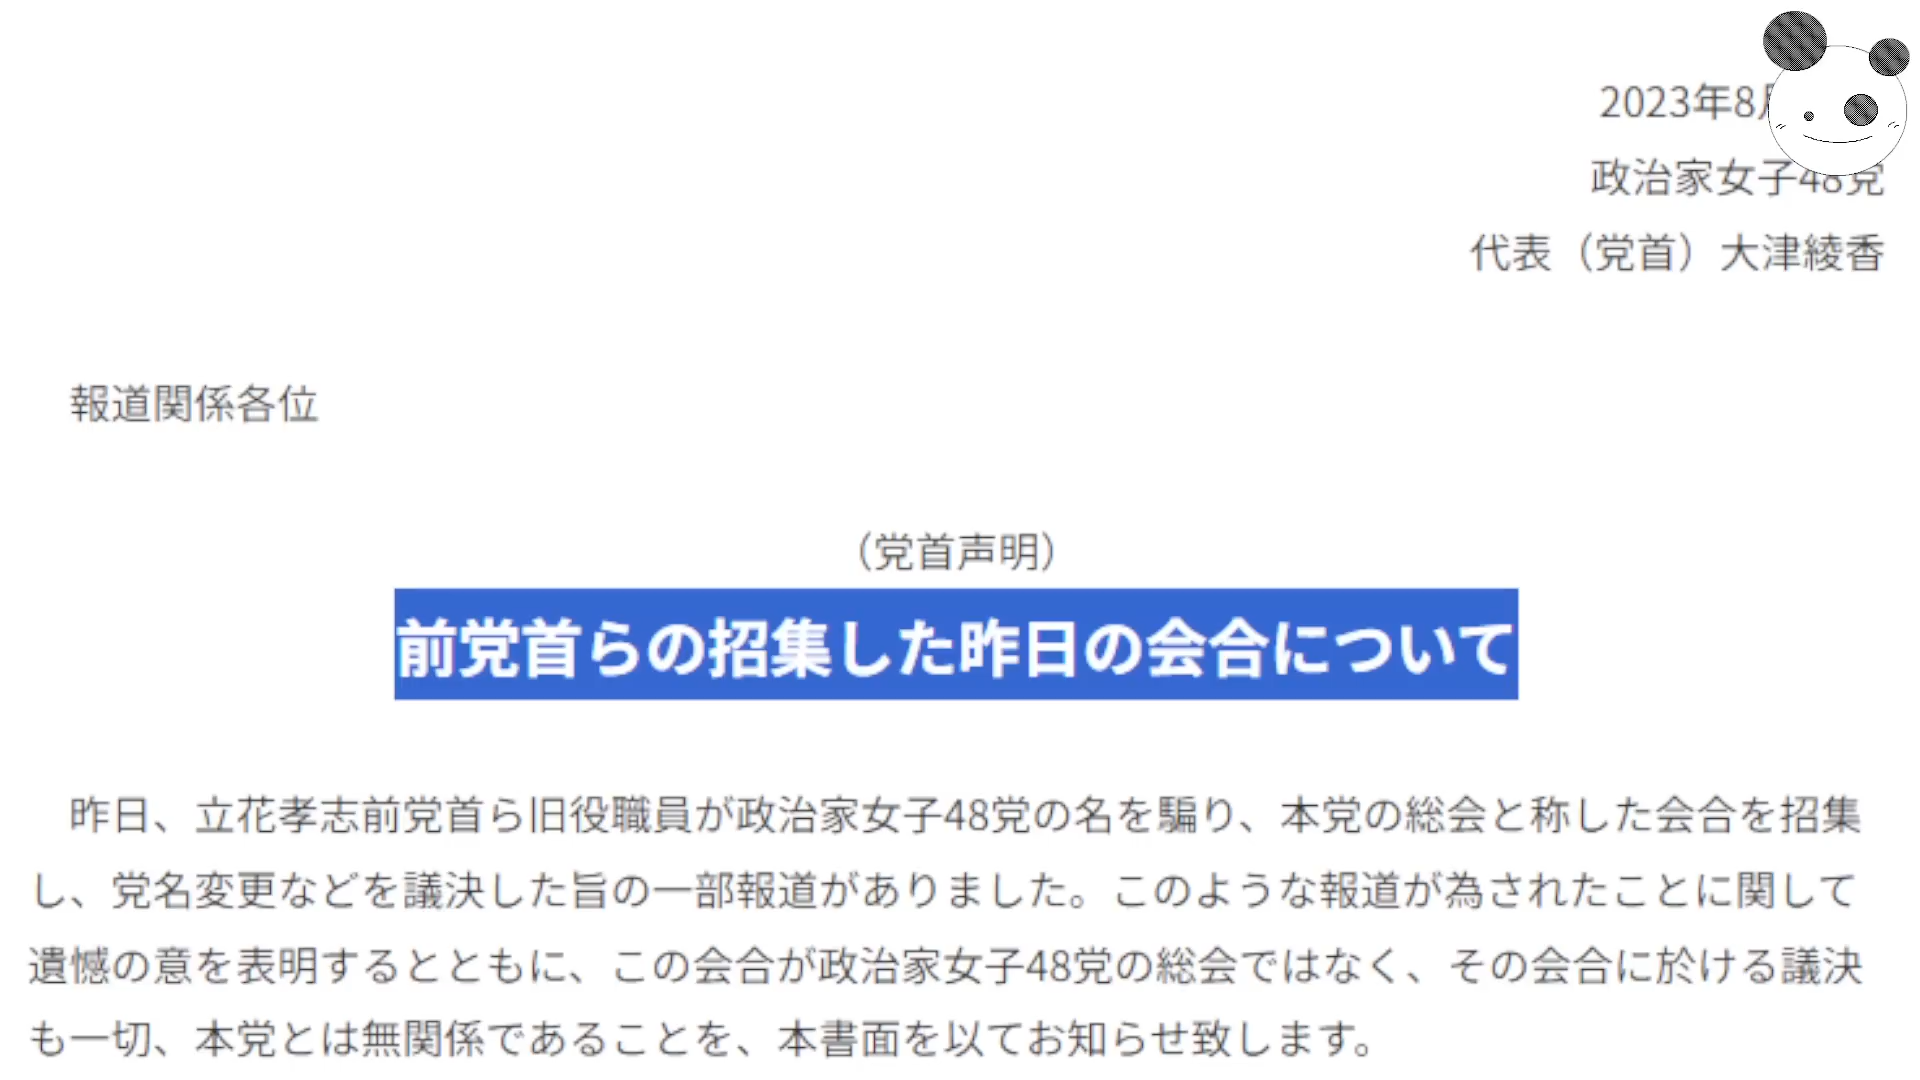 2023年8月
政治家女子48党
代表（党首）大津綾香
報道関係各位
（党首声明）
前党首らの招集した昨日の会合について
昨日、立花孝志前党首ら旧役職員が政治家女子48党の名を騙り、本党の総会と称した会合を招集
し、党名変更などを議決した旨の一部報道がありました。このような報道が為されたことに関して
遺憾の意を表明するとともに、この会合が政治家女子48党の総会ではなく、その会合に於ける議決
も一切、本党とは無関係であることを、本書面を以てお知らせ致します。